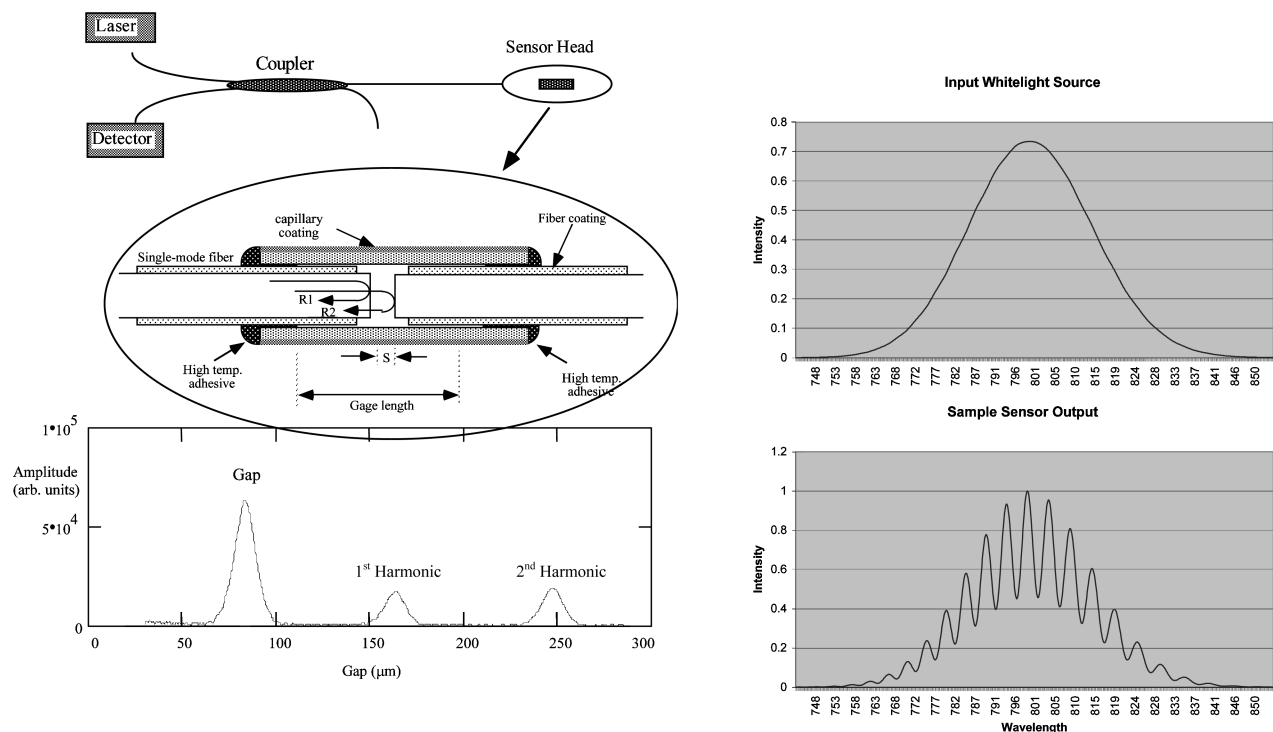 Laser
Coupler
Sensor Head
Detector
capillary
coating
Fiber coating
Single-mode fiber
R1
R2
High temp.
adhesive
S
High temp.
adhesive
Gage length
1•10⁵
Amplitude
(arb. units)
5•10⁴
0
Gap
1st Harmonic
2nd Harmonic
0 50 100 150 200 250 300
Gap (μm)
Input Whitelight Source
Intensity
0.8
0.7
0.6
0.5
0.4
0.3
0.2
0.1
0
748 753 758 763 768 772 777 782 787 791 796 801 805 810 815 819 824 828 833 837 841 846 850
Sample Sensor Output
Intensity
1.2
1
0.8
0.6
0.4
0.2
0
748 753 758 763 768 772 777 782 787 791 796 801 805 810 815 819 824 828 833 837 841 846 850
Wavelength